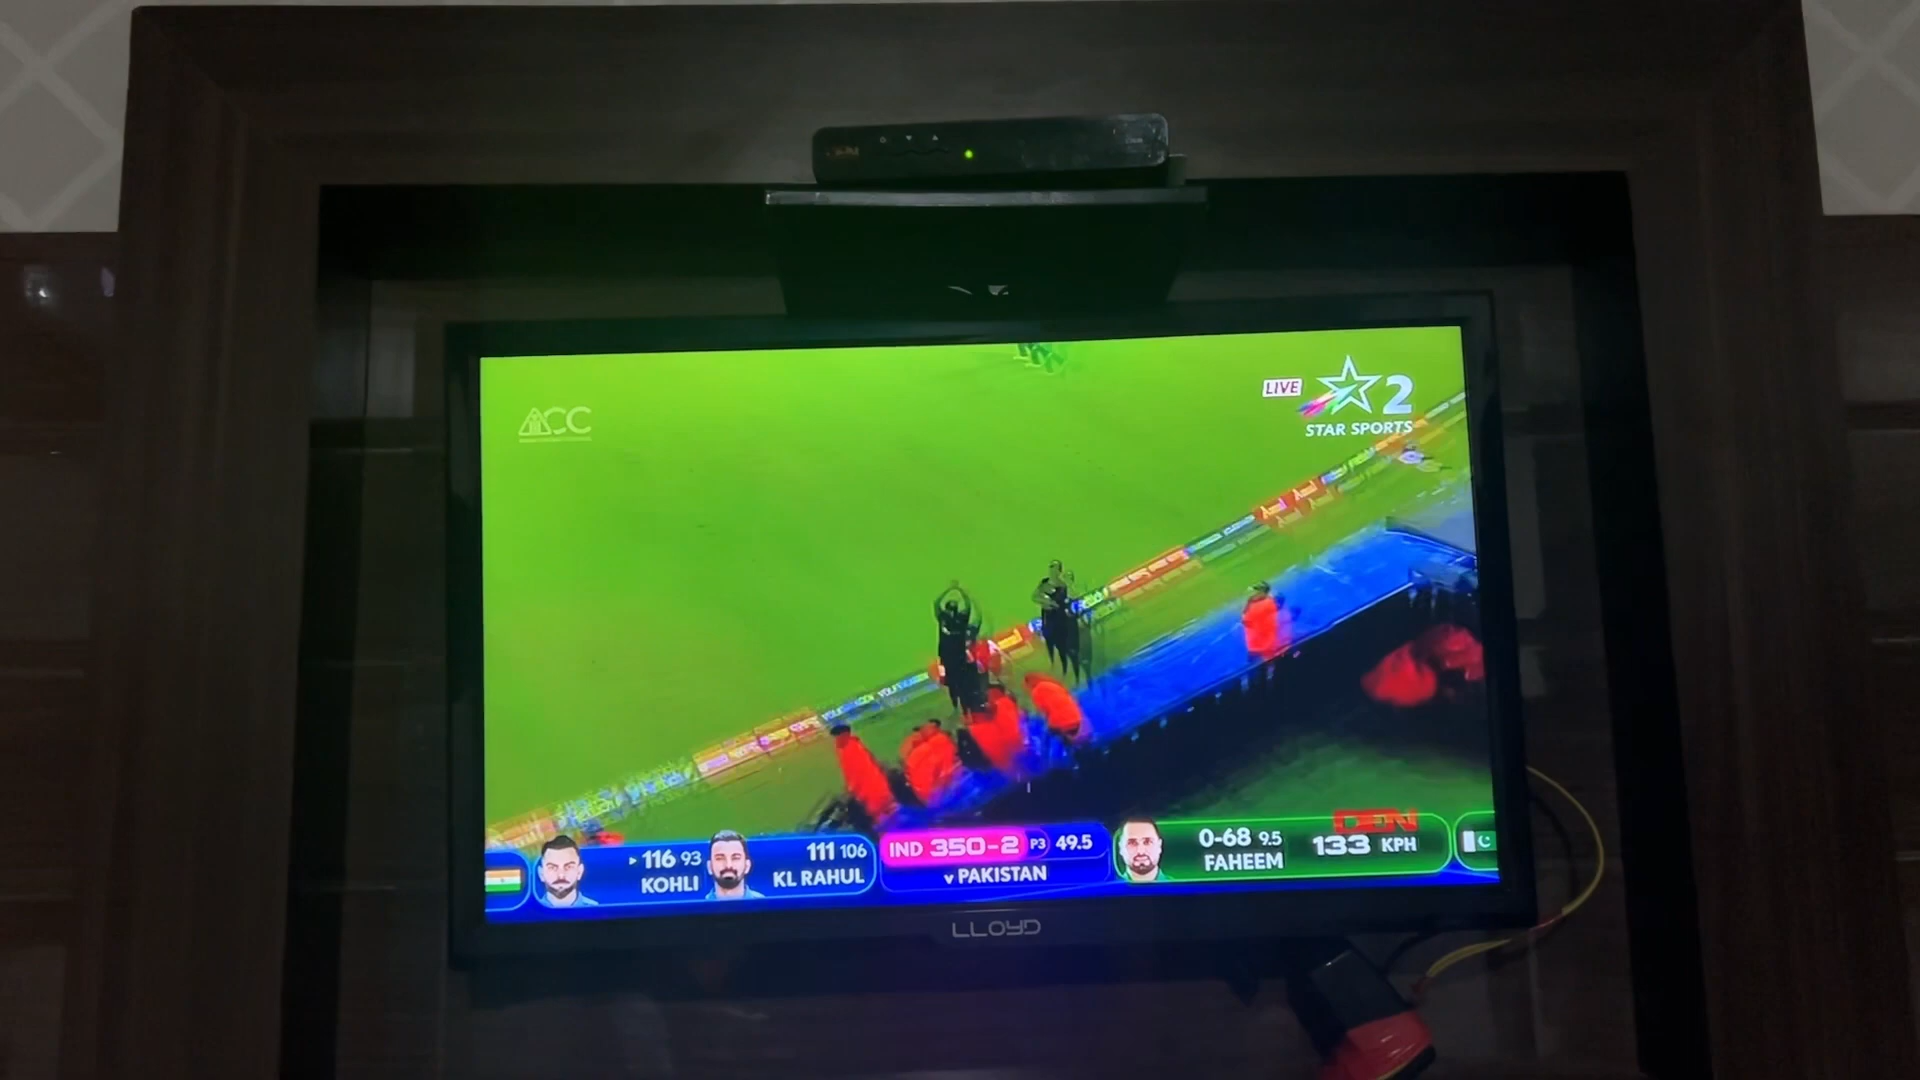 LIVE
2
STAR SPORTS
ACC
DEN
116 93
KOHLI
111 106
KL RAHUL
IND 350-2 P3 49.5
v PAKISTAN
0-68 9.5
FAHEEM
133 KPH
LLOYD